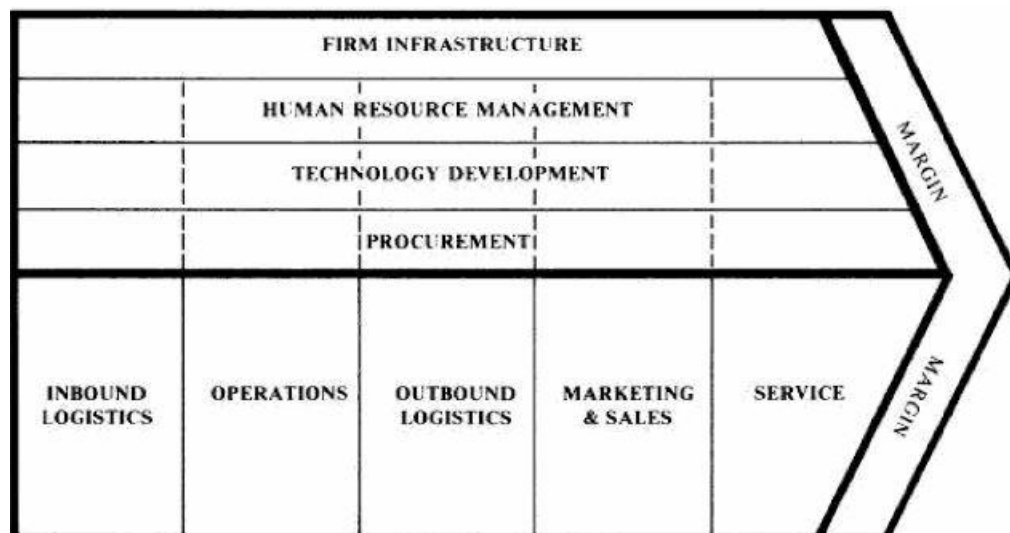 FIRM INFRASTRUCTURE
HUMAN RESOURCE MANAGEMENT
TECHNOLOGY DEVELOPMENT
PROCUREMENT
MARGIN
INBOUND
LOGISTICS
OPERATIONS
OUTBOUND
LOGISTICS
MARKETING
& SALES
SERVICE
MARGIN